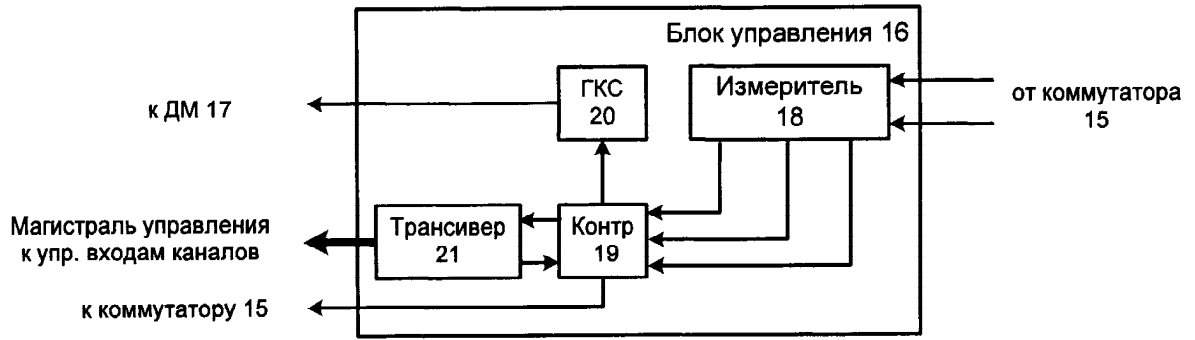 Блок управления 16
ГКС
20
Измеритель
18
к ДМ 17
от коммутатора
15
Магистраль управления
к упр. входам каналов
Трансивер
21
Контр
19
к коммутатору 15